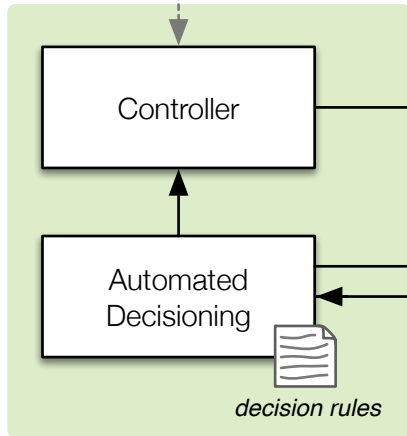 Controller
Automated
Decisioning
decision rules